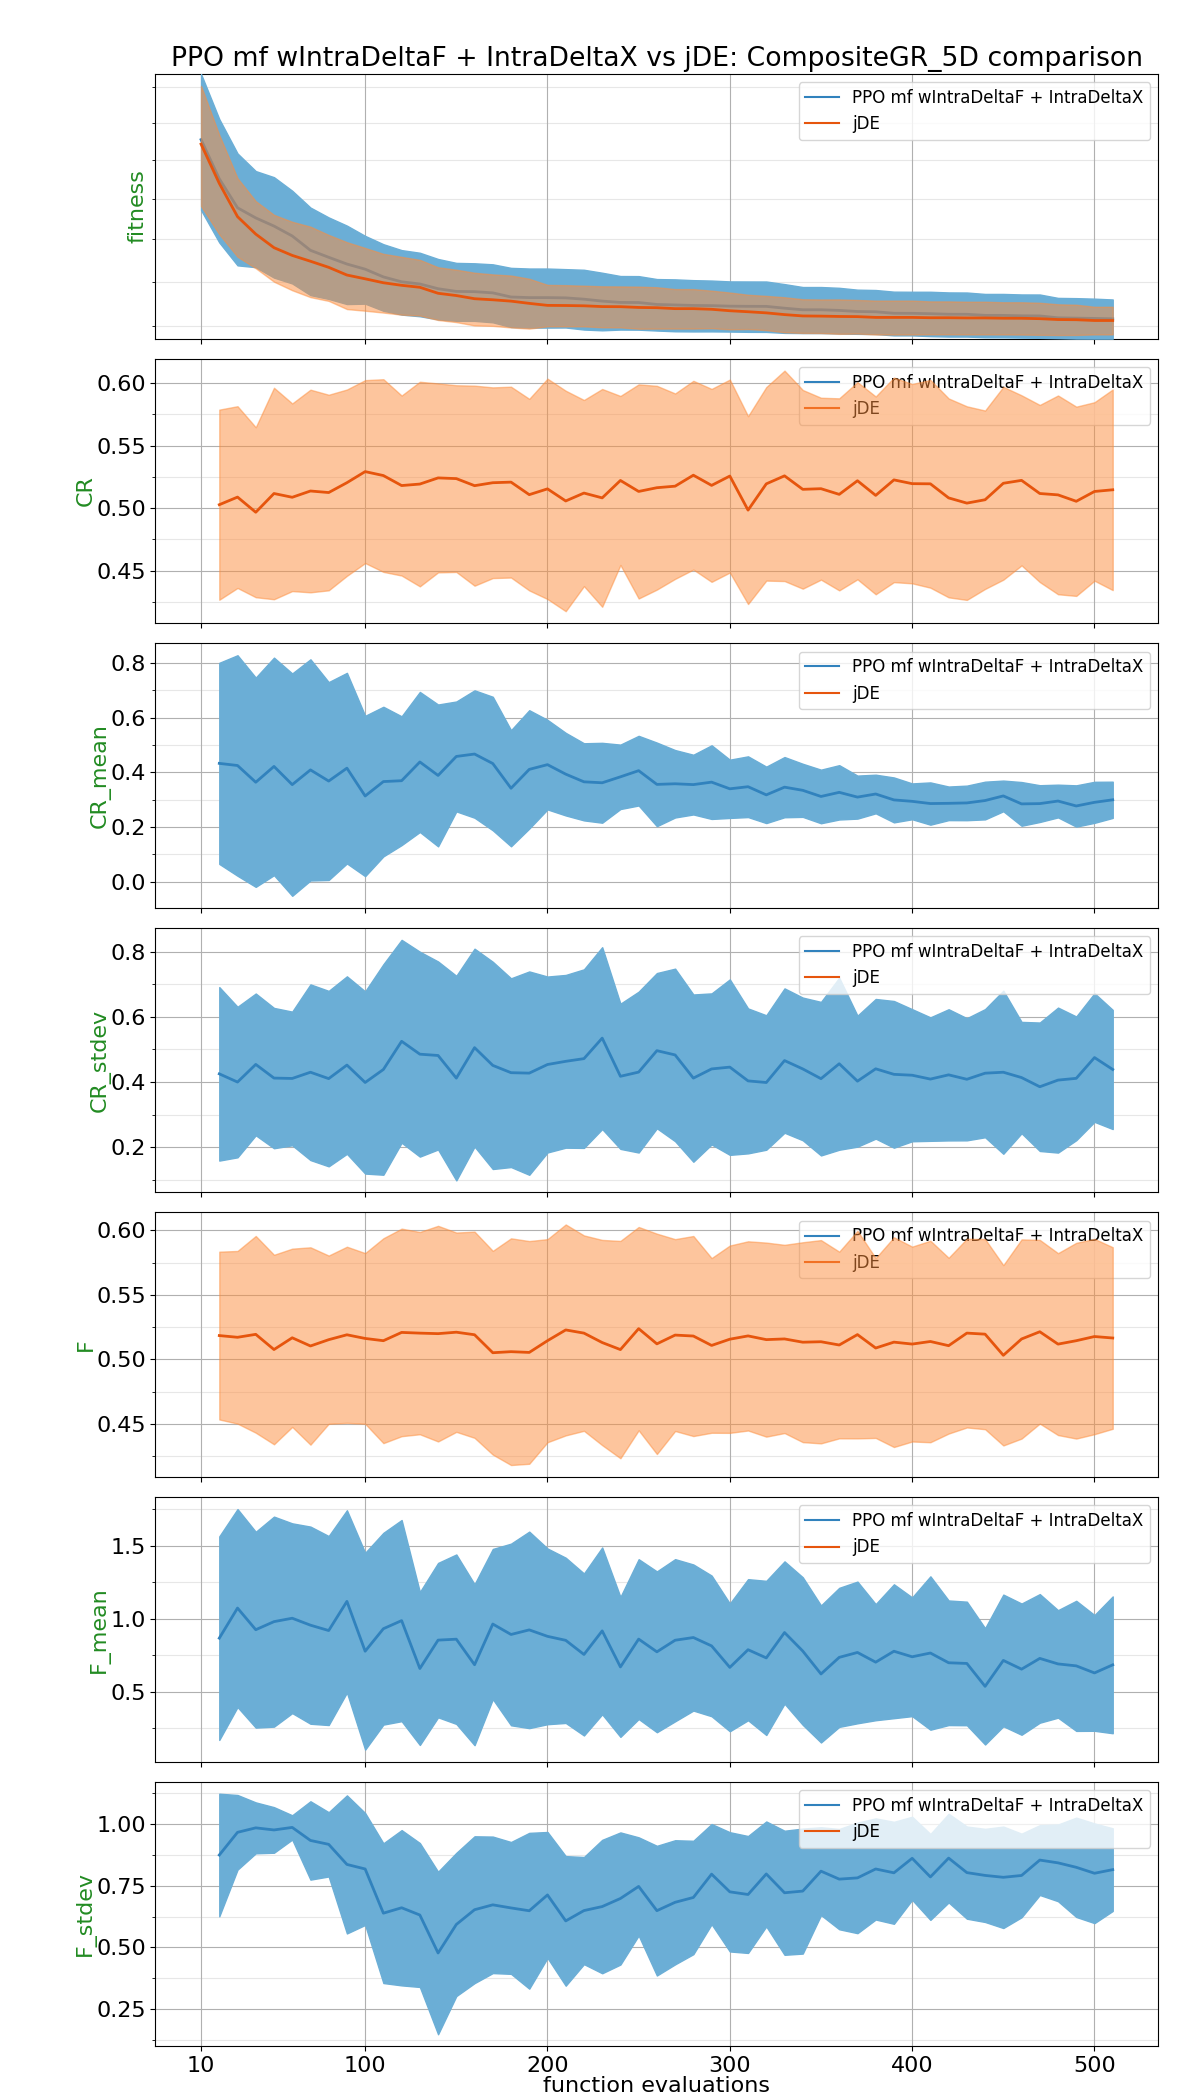 PPO mf wIntraDeltaF + IntraDeltaX vs jDE: CompositeGR_5D comparison
fitness
PPO mf wIntraDeltaF + IntraDeltaX
jDE
CR
0.60
0.55
0.50
0.45
PPO mf wIntraDeltaF + IntraDeltaX
jDE
CR_mean
0.8
0.6
0.4
0.2
0.0
PPO mf wIntraDeltaF + IntraDeltaX
jDE
CR_stdev
0.8
0.6
0.4
0.2
PPO mf wIntraDeltaF + IntraDeltaX
jDE
F
0.60
0.55
0.50
0.45
PPO mf wIntraDeltaF + IntraDeltaX
jDE
F_mean
1.5
1.0
0.5
PPO mf wIntraDeltaF + IntraDeltaX
jDE
F_stdev
1.00
0.75
0.50
0.25
PPO mf wIntraDeltaF + IntraDeltaX
jDE
10 100 200 300 400 500
function evaluations